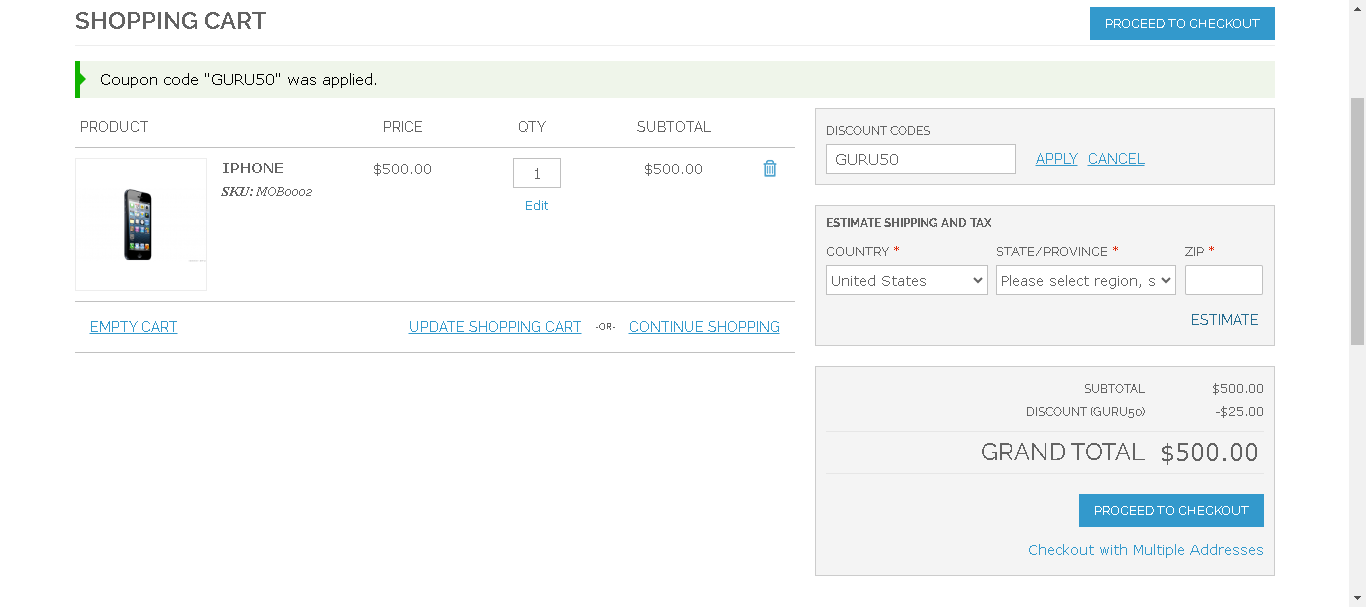 SHOPPING CART
PROCEED TO CHECKOUT
Coupon code "GURU50" was applied.
PRODUCT PRICE QTY SUBTOTAL
IPHONE $500.00 1 $500.00
SKU: MOB0002
Edit
EMPTY CART UPDATE SHOPPING CART -OR- CONTINUE SHOPPING
DISCOUNT CODES
GURU50 APPLY CANCEL
ESTIMATE SHIPPING AND TAX
COUNTRY * STATE/PROVINCE * ZIP *
United States Please select region, s
ESTIMATE
SUBTOTAL $500.00
DISCOUNT (GURU50) -$25.00
GRAND TOTAL $500.00
PROCEED TO CHECKOUT
Checkout with Multiple Addresses